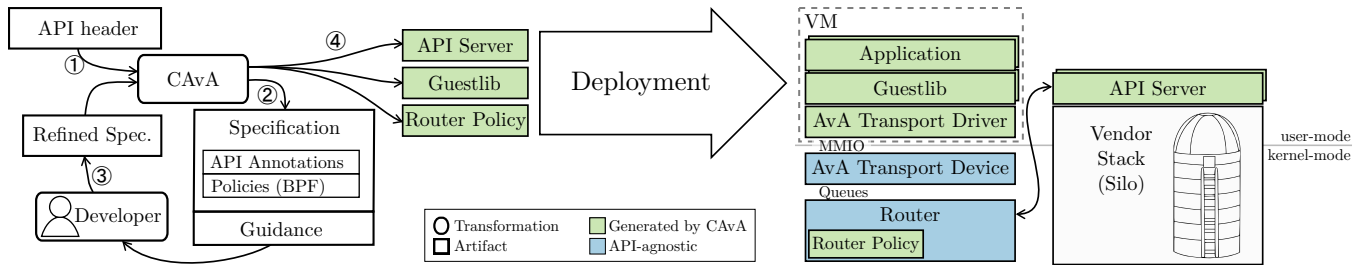 API header
①
CAvA
②
Refined Spec.
③
Developer
Specification
API Annotations
Policies (BPF)
Guidance
④
API Server
Guestlib
Router Policy
Deployment
Transformation
Artifact
Generated by CAvA
API-agnostic
VM
Application
Guestlib
AvA Transport Driver
MMIO
AvA Transport Device
Queues
Router
Router Policy
API Server
Vendor
Stack
(Silo)
user-mode
kernel-mode